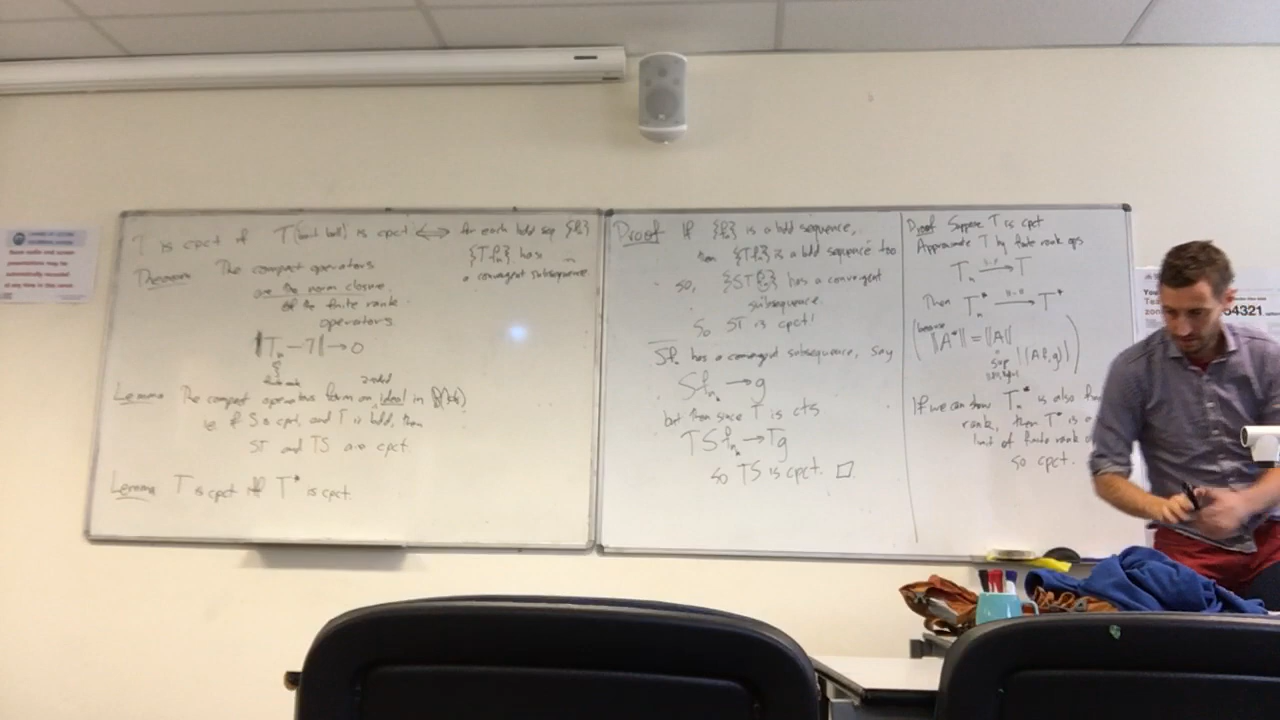 T is cpct if T(unit ball) is cpct ⟺ for each bdd seq {fₙ}
{Tfₙ} has
a convergent subsequence
Theorem The compact operators
are the norm closure
of the finite rank
operators.
‖Tₙ − T‖ → 0
2-sided
Lemma The compact operators form an ideal in
ie if S is cpct, and T is bdd, then
ST and TS are cpct.
Lemma T is cpct iff T* is cpct.
Proof If {fₙ} is a bdd sequence,
then {Tfₙ} is a bdd sequence too
so, {STfₙ} has a convergent
subsequence.
So ST is cpct!
Sfₙ has a convergent subsequence, say
Sfₙₖ → g
but then since T is cts
TSfₙₖ → Tg
so TS is cpct. □
Proof Suppose T is cpct
Approximate T by finite rank ops
Tₙ —‖·‖→ T
Then Tₙ* —‖·‖→ T*
(because
‖A*‖ = ‖A‖
sup |⟨Af,g⟩|)
If we can show Tₙ* is also
rank, then T* is a
limit of finite rank
so cpct.
54321